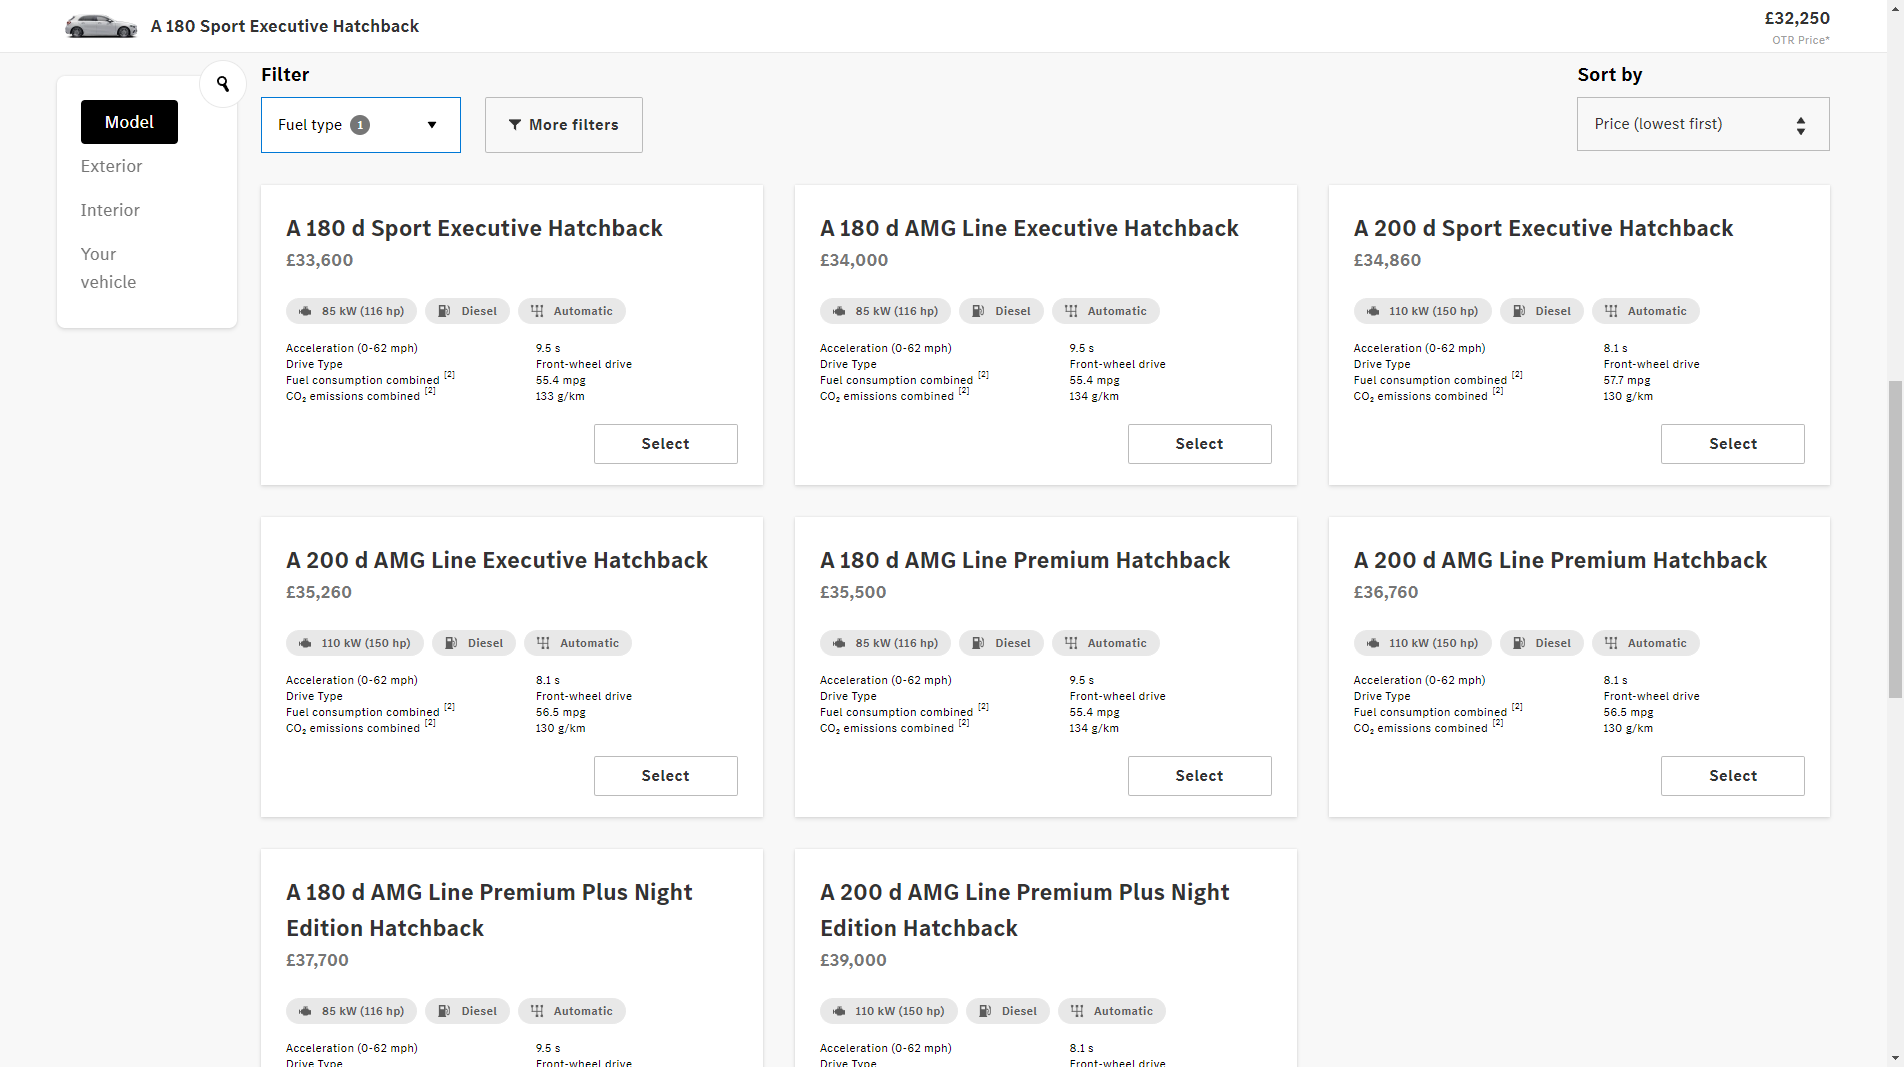 A 180 Sport Executive Hatchback
£32,250
OTR Price*
Model
Exterior
Interior
Your
vehicle
Filter
Sort by
Fuel type 1
More filters
Price (lowest first)
A 180 d Sport Executive Hatchback
£33,600
85 kW (116 hp) Diesel Automatic
Acceleration (0-62 mph) 9.5 s
Drive Type Front-wheel drive
Fuel consumption combined [2] 55.4 mpg
CO₂ emissions combined [2] 133 g/km
Select
A 180 d AMG Line Executive Hatchback
£34,000
85 kW (116 hp) Diesel Automatic
Acceleration (0-62 mph) 9.5 s
Drive Type Front-wheel drive
Fuel consumption combined [2] 55.4 mpg
CO₂ emissions combined [2] 134 g/km
Select
A 200 d Sport Executive Hatchback
£34,860
110 kW (150 hp) Diesel Automatic
Acceleration (0-62 mph) 8.1 s
Drive Type Front-wheel drive
Fuel consumption combined [2] 57.7 mpg
CO₂ emissions combined [2] 130 g/km
Select
A 200 d AMG Line Executive Hatchback
£35,260
110 kW (150 hp) Diesel Automatic
Acceleration (0-62 mph) 8.1 s
Drive Type Front-wheel drive
Fuel consumption combined [2] 56.5 mpg
CO₂ emissions combined [2] 130 g/km
Select
A 180 d AMG Line Premium Hatchback
£35,500
85 kW (116 hp) Diesel Automatic
Acceleration (0-62 mph) 9.5 s
Drive Type Front-wheel drive
Fuel consumption combined [2] 55.4 mpg
CO₂ emissions combined [2] 134 g/km
Select
A 200 d AMG Line Premium Hatchback
£36,760
110 kW (150 hp) Diesel Automatic
Acceleration (0-62 mph) 8.1 s
Drive Type Front-wheel drive
Fuel consumption combined [2] 56.5 mpg
CO₂ emissions combined [2] 130 g/km
Select
A 180 d AMG Line Premium Plus Night
Edition Hatchback
£37,700
85 kW (116 hp) Diesel Automatic
Acceleration (0-62 mph) 9.5 s
Drive Type Front-wheel drive
A 200 d AMG Line Premium Plus Night
Edition Hatchback
£39,000
110 kW (150 hp) Diesel Automatic
Acceleration (0-62 mph) 8.1 s
Drive Type Front-wheel drive